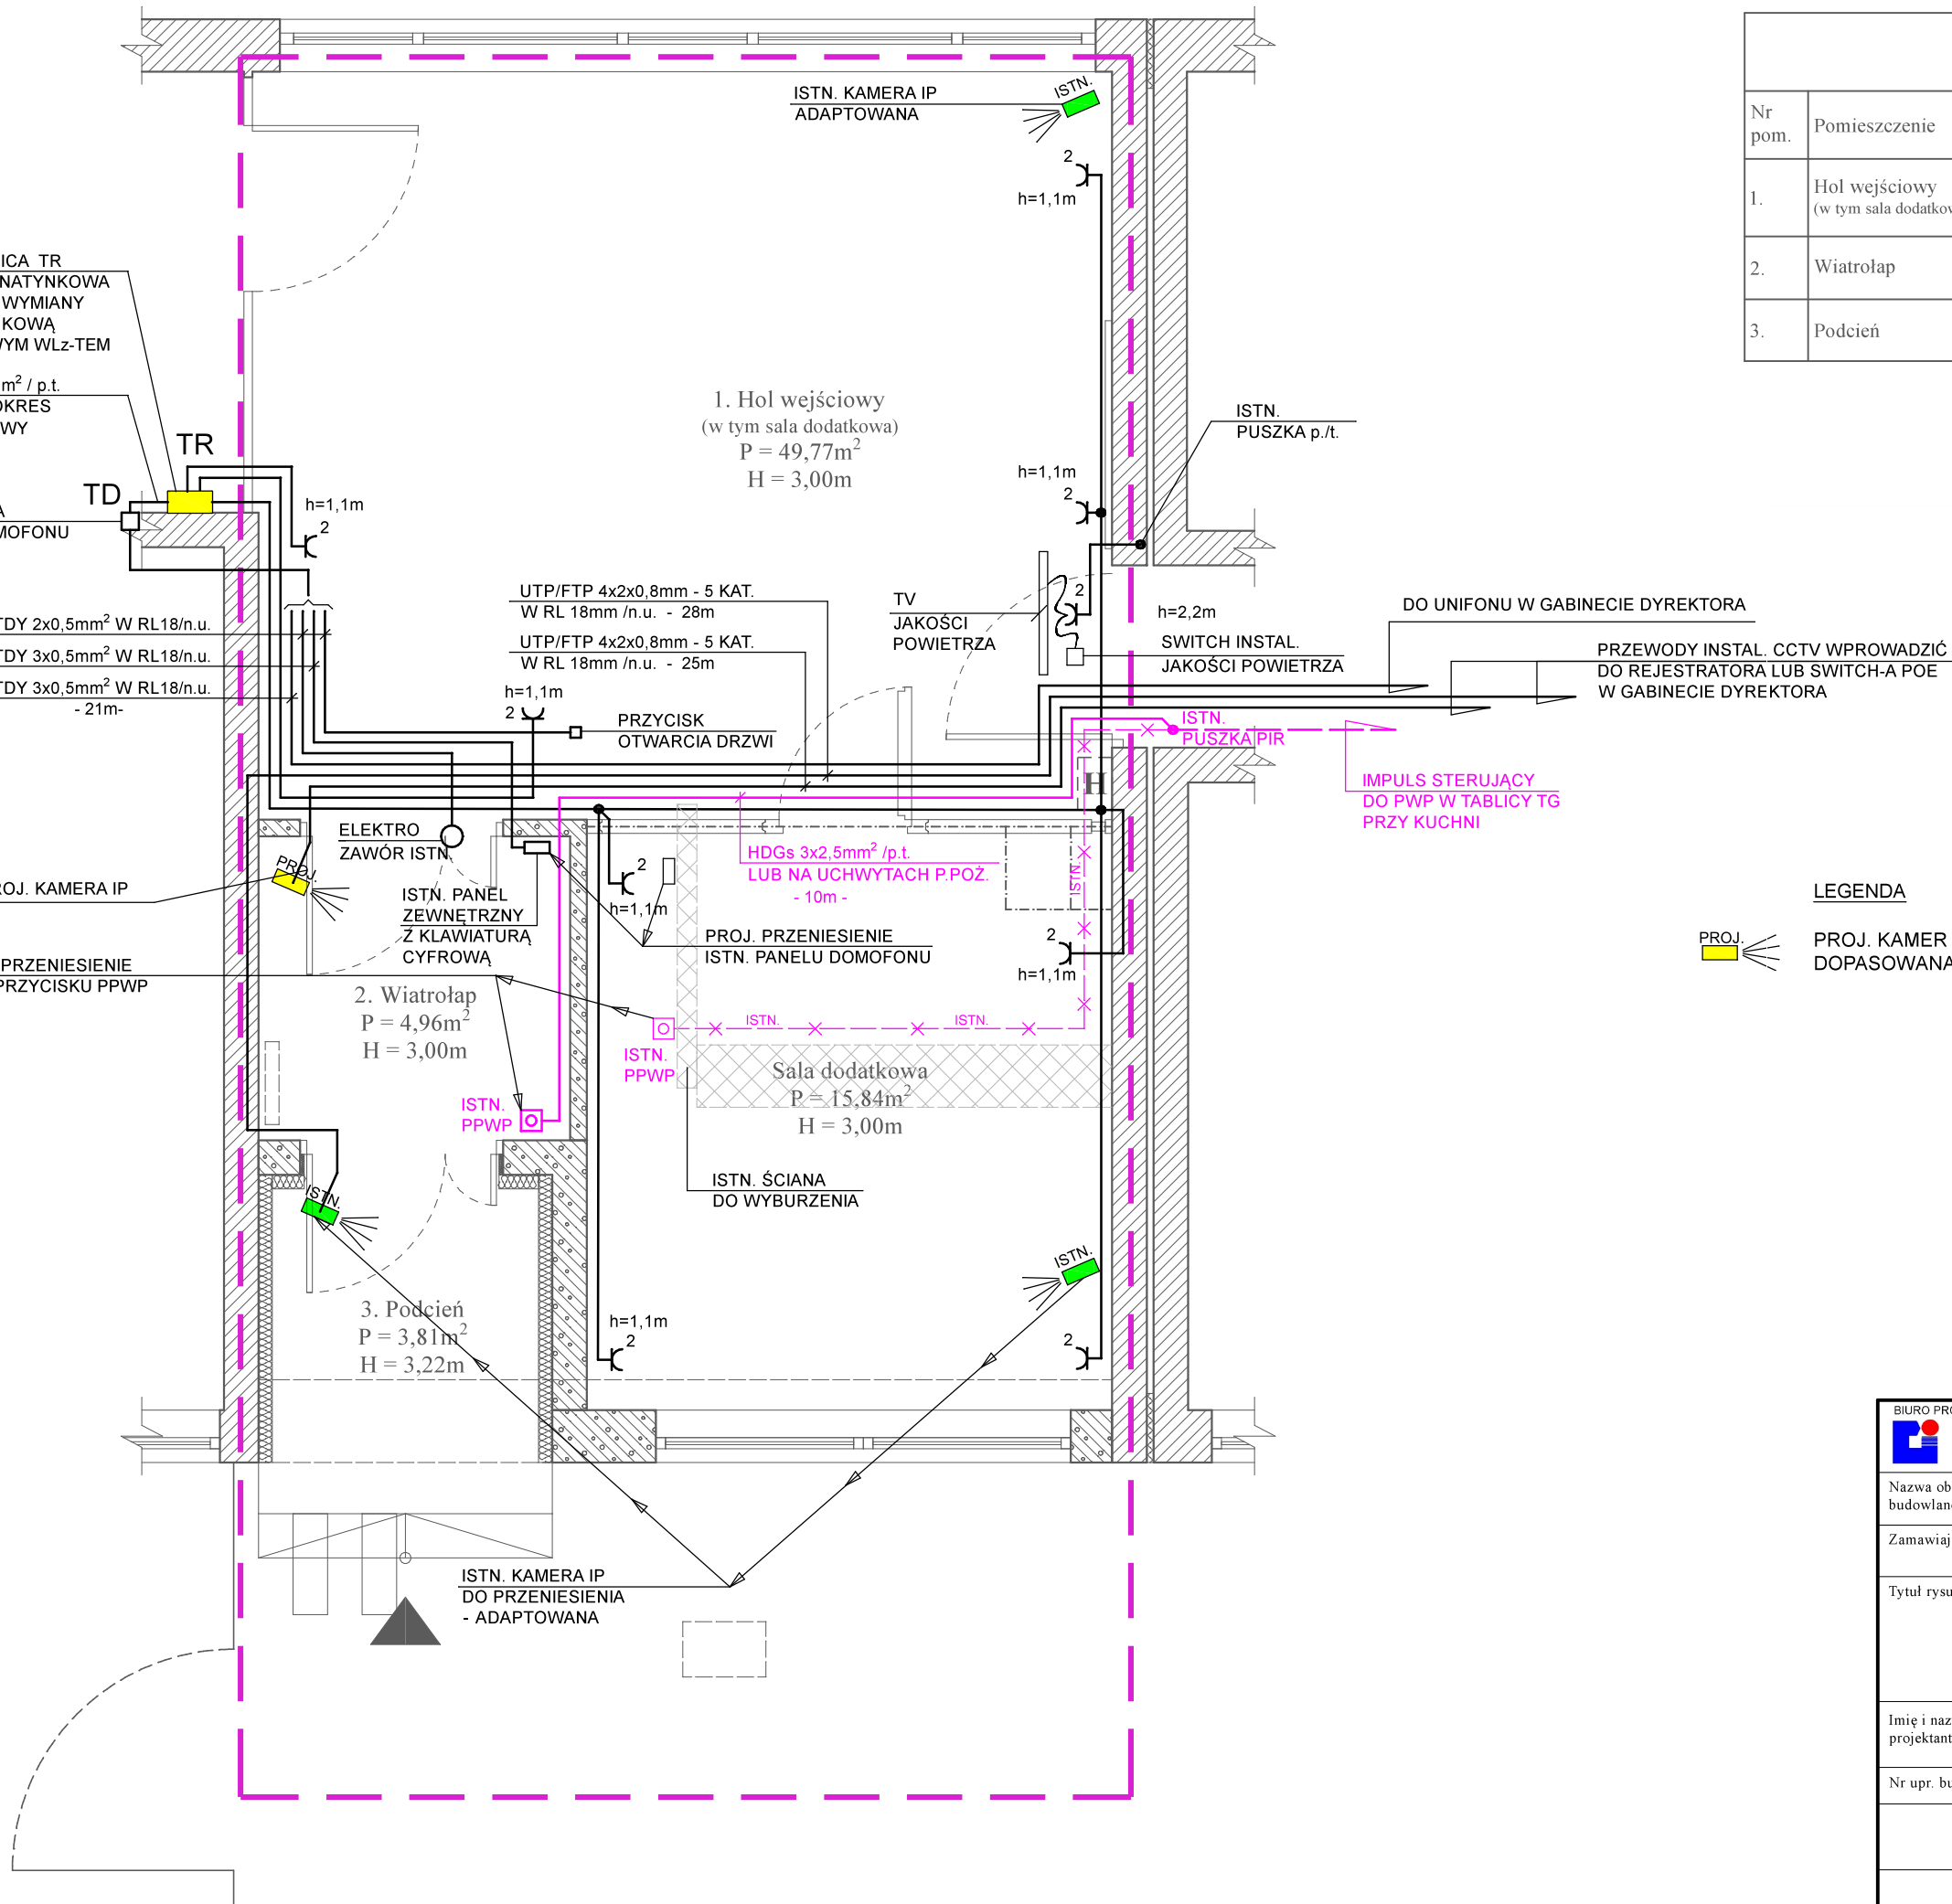 ISTN. KAMERA IP
ADAPTOWANA
ISTN.
2
h=1,1m
Nr
pom.
Pomieszczenie
1.
Hol wejściowy
2.
Wiatrołap
3.
Podcień
TR
NATYNKOWA
WYMIANY
WLz-TEM
m² / p.t.
TR
TD
h=1,1m
2
1. Hol wejściowy
(w tym sala dodatkowa)
P = 49,77m²
H = 3,00m
ISTN.
PUSZKA p./t.
h=1,1m
2
UTP/FTP 4x2x0,8mm - 5 KAT.
W RL 18mm /n.u. - 28m
UTP/FTP 4x2x0,8mm - 5 KAT.
W RL 18mm /n.u. - 25m
TV
JAKOŚCI
POWIETRZA
2
h=2,2m
SWITCH INSTAL.
JAKOŚCI POWIETRZA
DO UNIFONU W GABINECIE DYREKTORA
PRZEWODY INSTAL. CCTV WPROWADZIĆ
DO REJESTRATORA LUB SWITCH-A POE
W GABINECIE DYREKTORA
2x0,5mm² W RL18/n.u.
3x0,5mm² W RL18/n.u.
3x0,5mm² W RL18/n.u.
- 21m-
h=1,1m
2
PRZYCISK
OTWARCIA DRZWI
ISTN.
PUSZKA PIR
IMPULS STERUJĄCY
DO PWP W TABLICY TG
PRZY KUCHNI
H
ELEKTRO
ZAWÓR ISTN.
HDGs 3x2,5mm² /p.t.
LUB NA UCHWYTACH P.POŻ.
- 10m -
ISTN.
PROJ.
KAMERA IP
2
h=1,1m
ISTN. PANEL
ZEWNĘTRZNY
Z KLAWIATURĄ
CYFROWĄ
PROJ. PRZENIESIENIE
ISTN. PANELU DOMOFONU
2
h=1,1m
LEGENDA
PROJ.
PROJ. KAMER
DOPASOWANA
PRZENIESIENIE
PRZYCISKU PPWP
2. Wiatrołap
P = 4,96m²
H = 3,00m
ISTN.
ISTN.
ISTN.
PPWP
Sala dodatkowa
P = 15,84m²
H = 3,00m
ISTN.
PPWP
ISTN. ŚCIANA
DO WYBURZENIA
ISTN.
ISTN.
3. Podcień
P = 3,81m²
H = 3,22m
h=1,1m
2
2
ISTN. KAMERA IP
DO PRZENIESIENIA
- ADAPTOWANA
BIURO
Nazwa
Tytuł
Imię i
Nr upr.